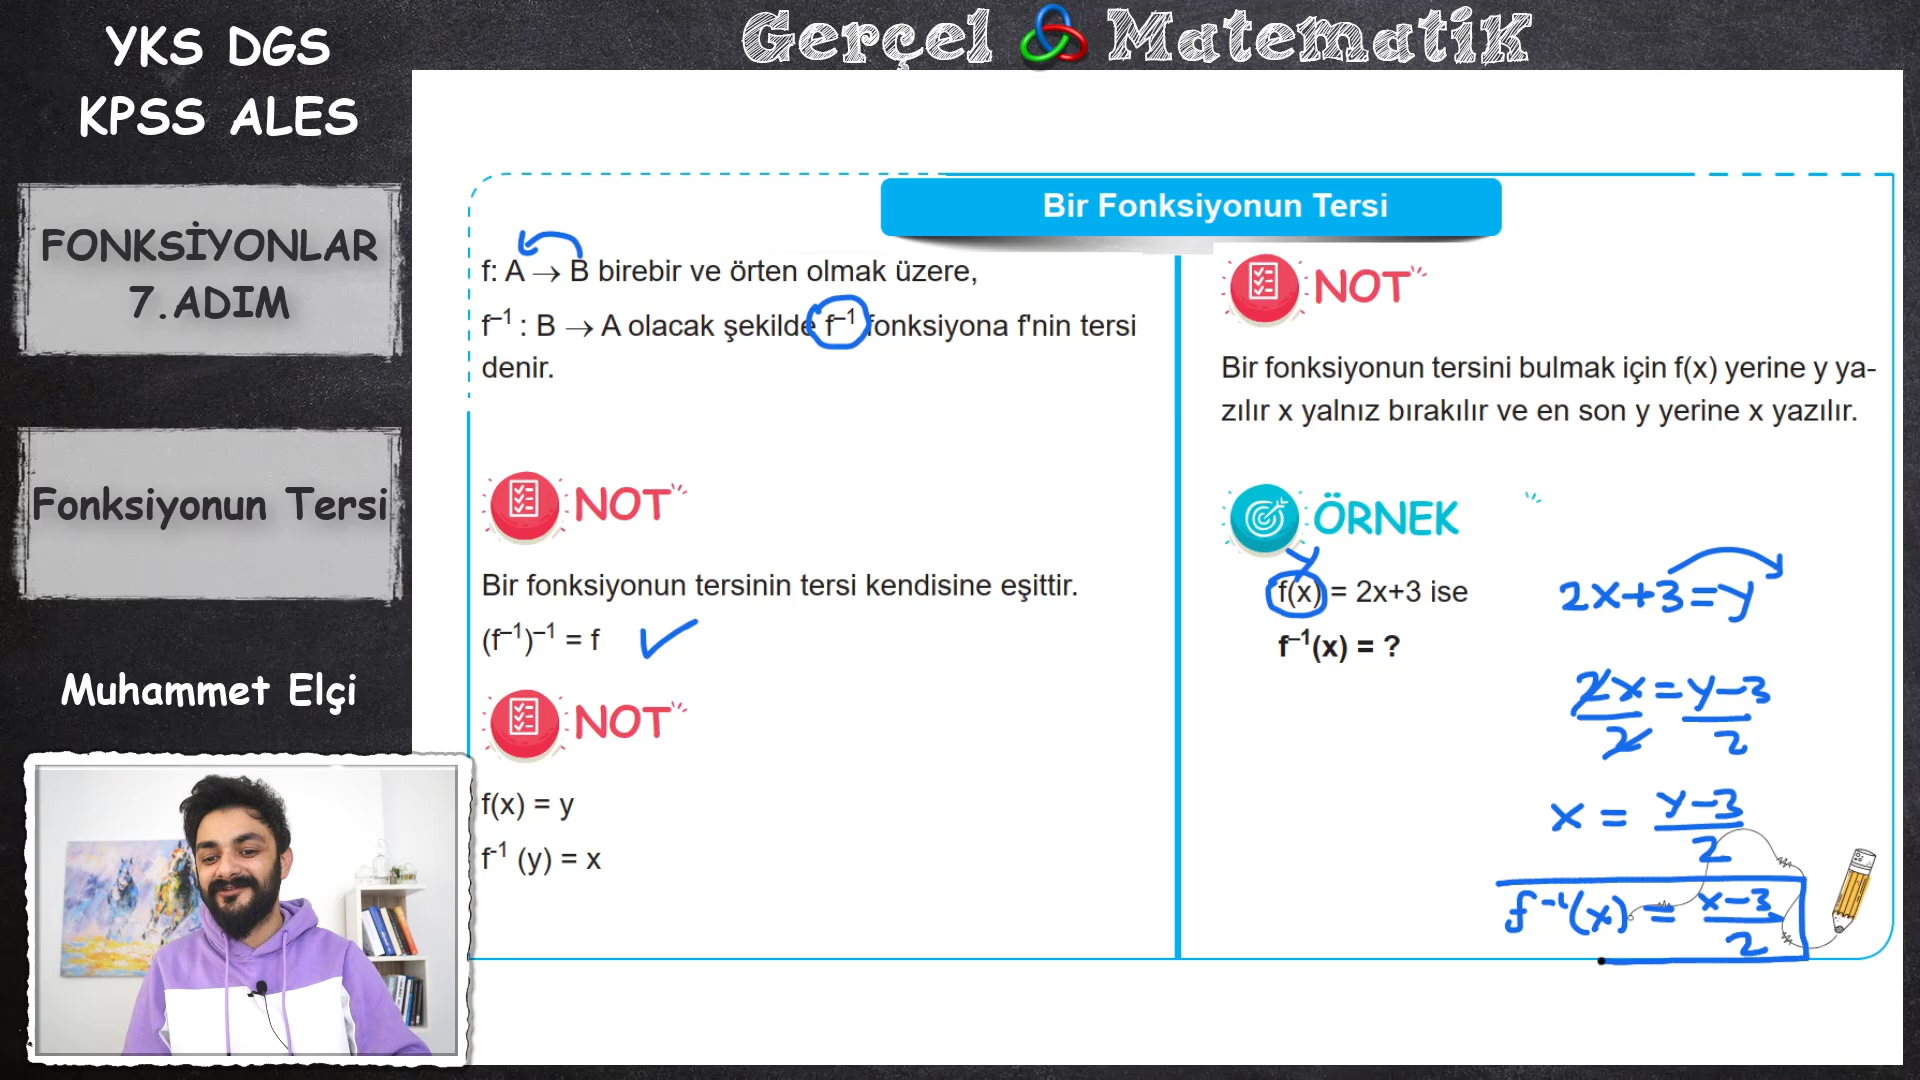 YKS DGS
KPSS ALES
FONKSİYONLAR
7.ADIM
Fonksiyonun Tersi
Muhammet Elçi
Gerçel Matematik
Bir Fonksiyonun Tersi
f: A → B birebir ve örten olmak üzere,
f⁻¹ : B → A olacak şekilde f⁻¹ fonksiyona f'nin tersi
denir.
NOT
Bir fonksiyonun tersinin tersi kendisine eşittir.
(f⁻¹)⁻¹ = f
NOT
f(x) = y
f⁻¹ (y) = x
NOT
Bir fonksiyonun tersini bulmak için f(x) yerine y ya-
zılır x yalnız bırakılır ve en son y yerine x yazılır.
ÖRNEK
y
f(x) = 2x+3 ise
f⁻¹(x) = ?
2x+3=y
2x/2 = y-3/2
x = y-3/2
f⁻¹(x) = x-3/2